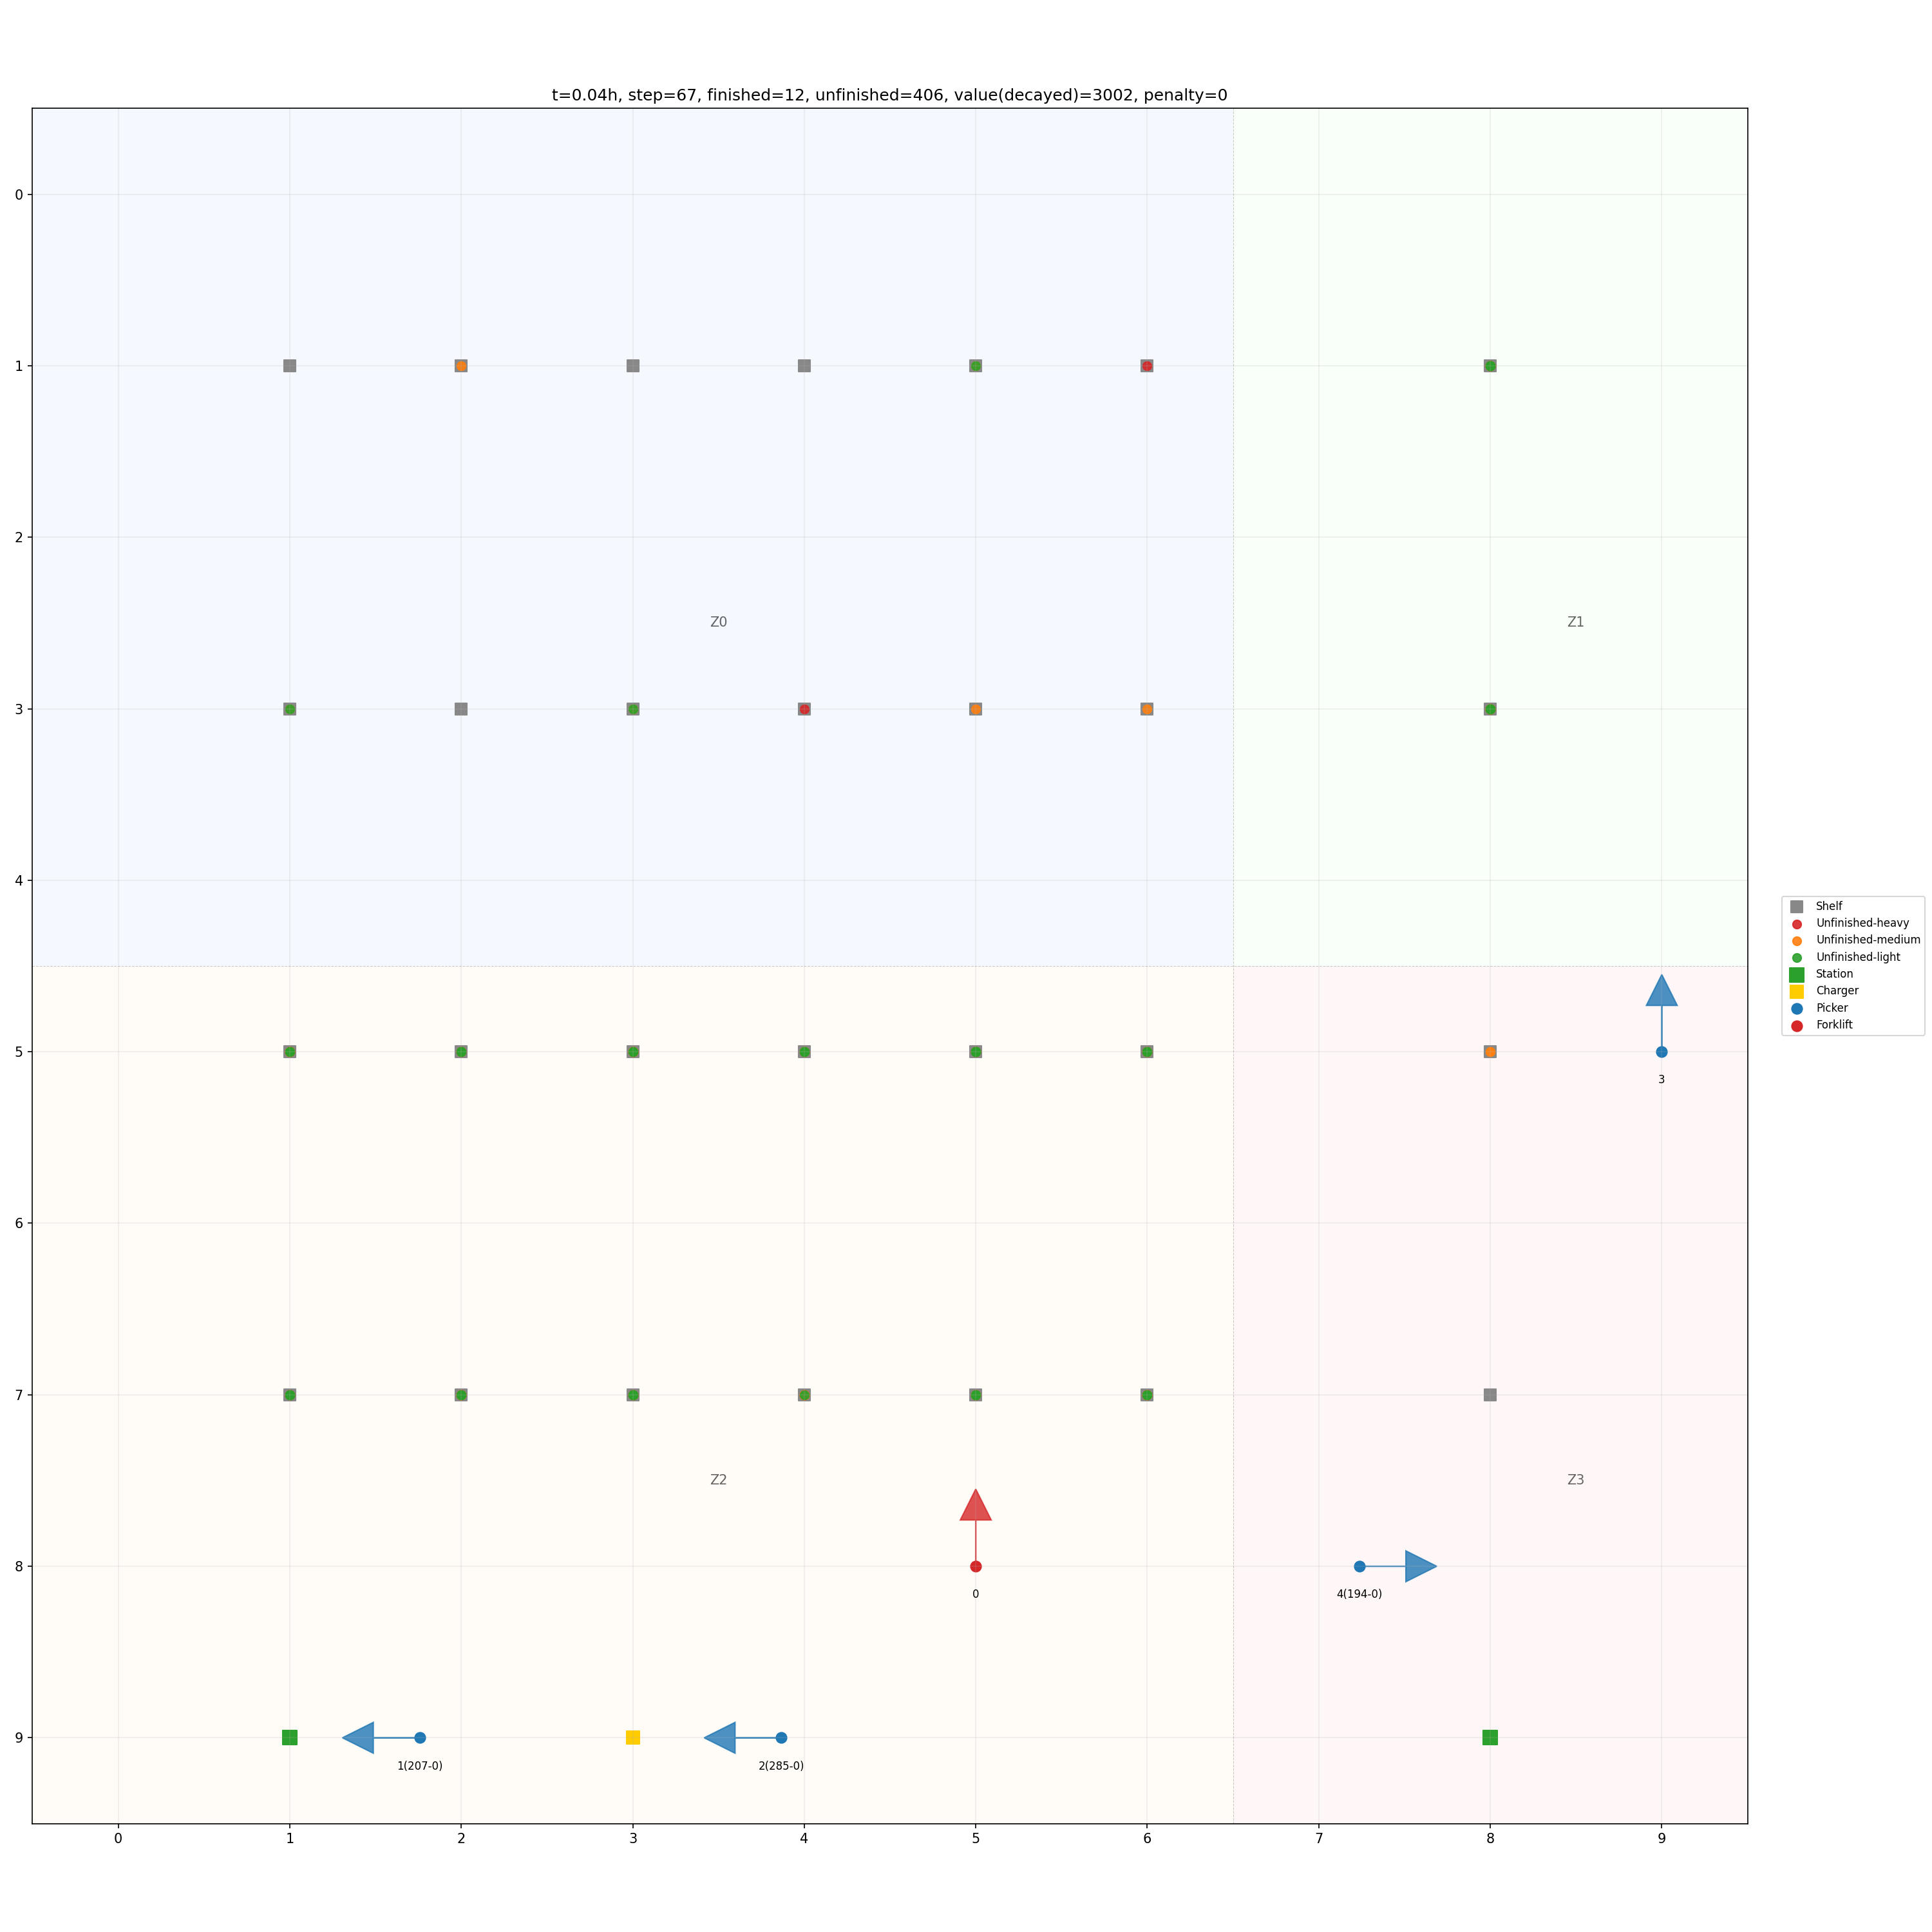 t=0.04h, step=67, finished=12, unfinished=406, value(decayed)=3002, penalty=0
0
1
2
Z0
Z1
3
4
Shelf
Unfinished-heavy
Unfinished-medium
Unfinished-light
Station
Charger
Picker
Forklift
5
3
6
7
Z2
Z3
8
0
4(194-0)
9
1(207-0)
2(285-0)
0 1 2 3 4 5 6 7 8 9